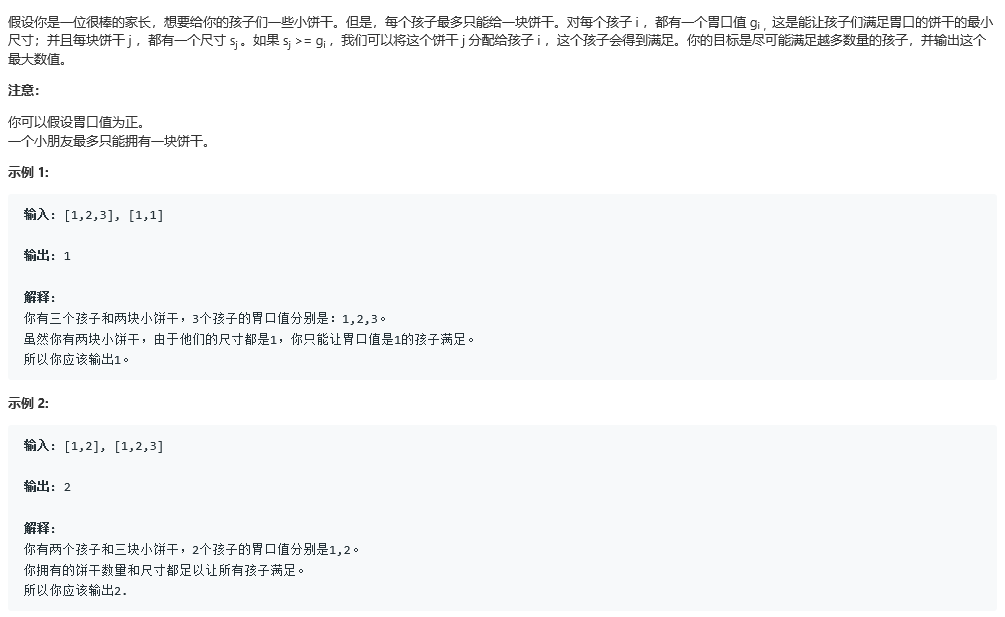 假设你是一位很棒的家长，想要给你的孩子们一些小饼干。但是，每个孩子最多只能给一块饼干。对每个孩子 i ，都有一个胃口值 gi ，这是能让孩子们满足胃口的饼干的最小
尺寸；并且每块饼干 j ，都有一个尺寸 sj 。如果 sj >= gi ，我们可以将这个饼干 j 分配给孩子 i ，这个孩子会得到满足。你的目标是尽可能满足越多数量的孩子，并输出这个
最大数值。
注意：
你可以假设胃口值为正。
一个小朋友最多只能拥有一块饼干。
示例 1:
输入: [1,2,3], [1,1]
输出: 1
解释:
你有三个孩子和两块小饼干，3个孩子的胃口值分别是：1,2,3。
虽然你有两块小饼干，由于他们的尺寸都是1，你只能让胃口值是1的孩子满足。
所以你应该输出1。
示例 2:
输入: [1,2], [1,2,3]
输出: 2
解释:
你有两个孩子和三块小饼干，2个孩子的胃口值分别是1,2。
你拥有的饼干数量和尺寸都足以让所有孩子满足。
所以你应该输出2.